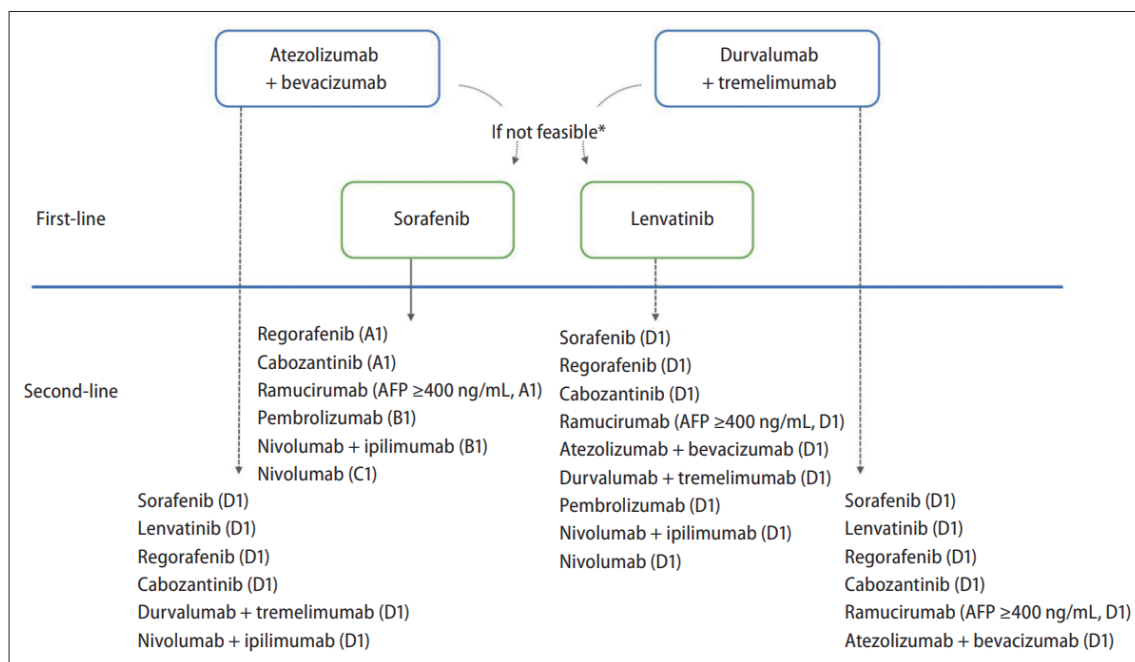 Atezolizumab
+ bevacizumab
Durvalumab
+ tremelimumab
If not feasible*
First-line
Sorafenib
Lenvatinib
Second-line
Regorafenib (A1)
Cabozantinib (A1)
Ramucirumab (AFP ≥400 ng/mL, A1)
Pembrolizumab (B1)
Nivolumab + ipilimumab (B1)
Nivolumab (C1)
Sorafenib (D1)
Regorafenib (D1)
Cabozantinib (D1)
Ramucirumab (AFP ≥400 ng/mL, D1)
Atezolizumab + bevacizumab (D1)
Durvalumab + tremelimumab (D1)
Pembrolizumab (D1)
Nivolumab + ipilimumab (D1)
Nivolumab (D1)
Sorafenib (D1)
Lenvatinib (D1)
Regorafenib (D1)
Cabozantinib (D1)
Durvalumab + tremelimumab (D1)
Nivolumab + ipilimumab (D1)
Sorafenib (D1)
Lenvatinib (D1)
Regorafenib (D1)
Cabozantinib (D1)
Ramucirumab (AFP ≥400 ng/mL, D1)
Atezolizumab + bevacizumab (D1)